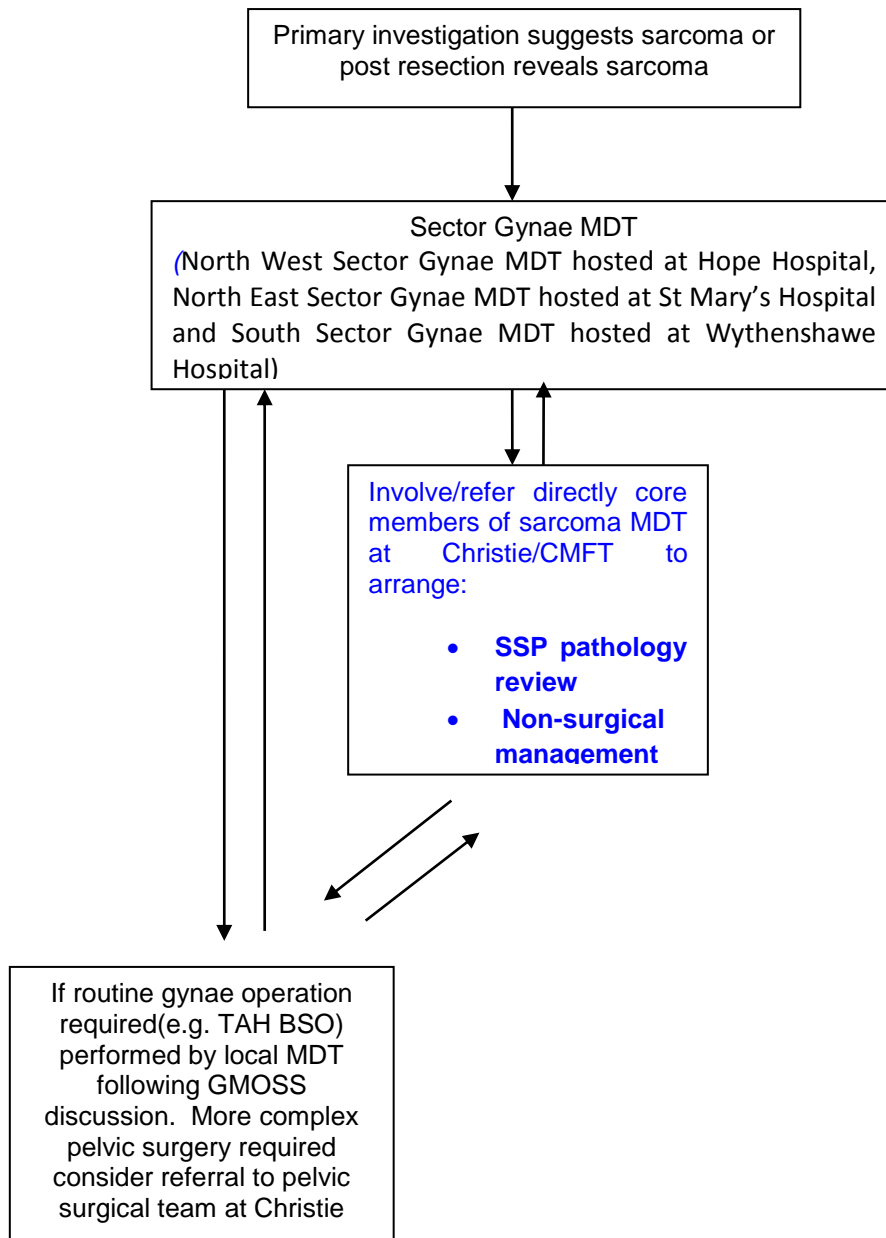 Primary investigation suggests sarcoma or
post resection reveals sarcoma
Sector Gynae MDT
(North West Sector Gynae MDT hosted at Hope Hospital,
North East Sector Gynae MDT hosted at St Mary’s Hospital
and South Sector Gynae MDT hosted at Wythenshawe
Hospital)
Involve/refer directly core
members of sarcoma MDT
at Christie/CMFT to
arrange:
• SSP pathology
review
• Non-surgical
management
If routine gynae operation
required(e.g. TAH BSO)
performed by local MDT
following GMOSS
discussion. More complex
pelvic surgery required
consider referral to pelvic
surgical team at Christie